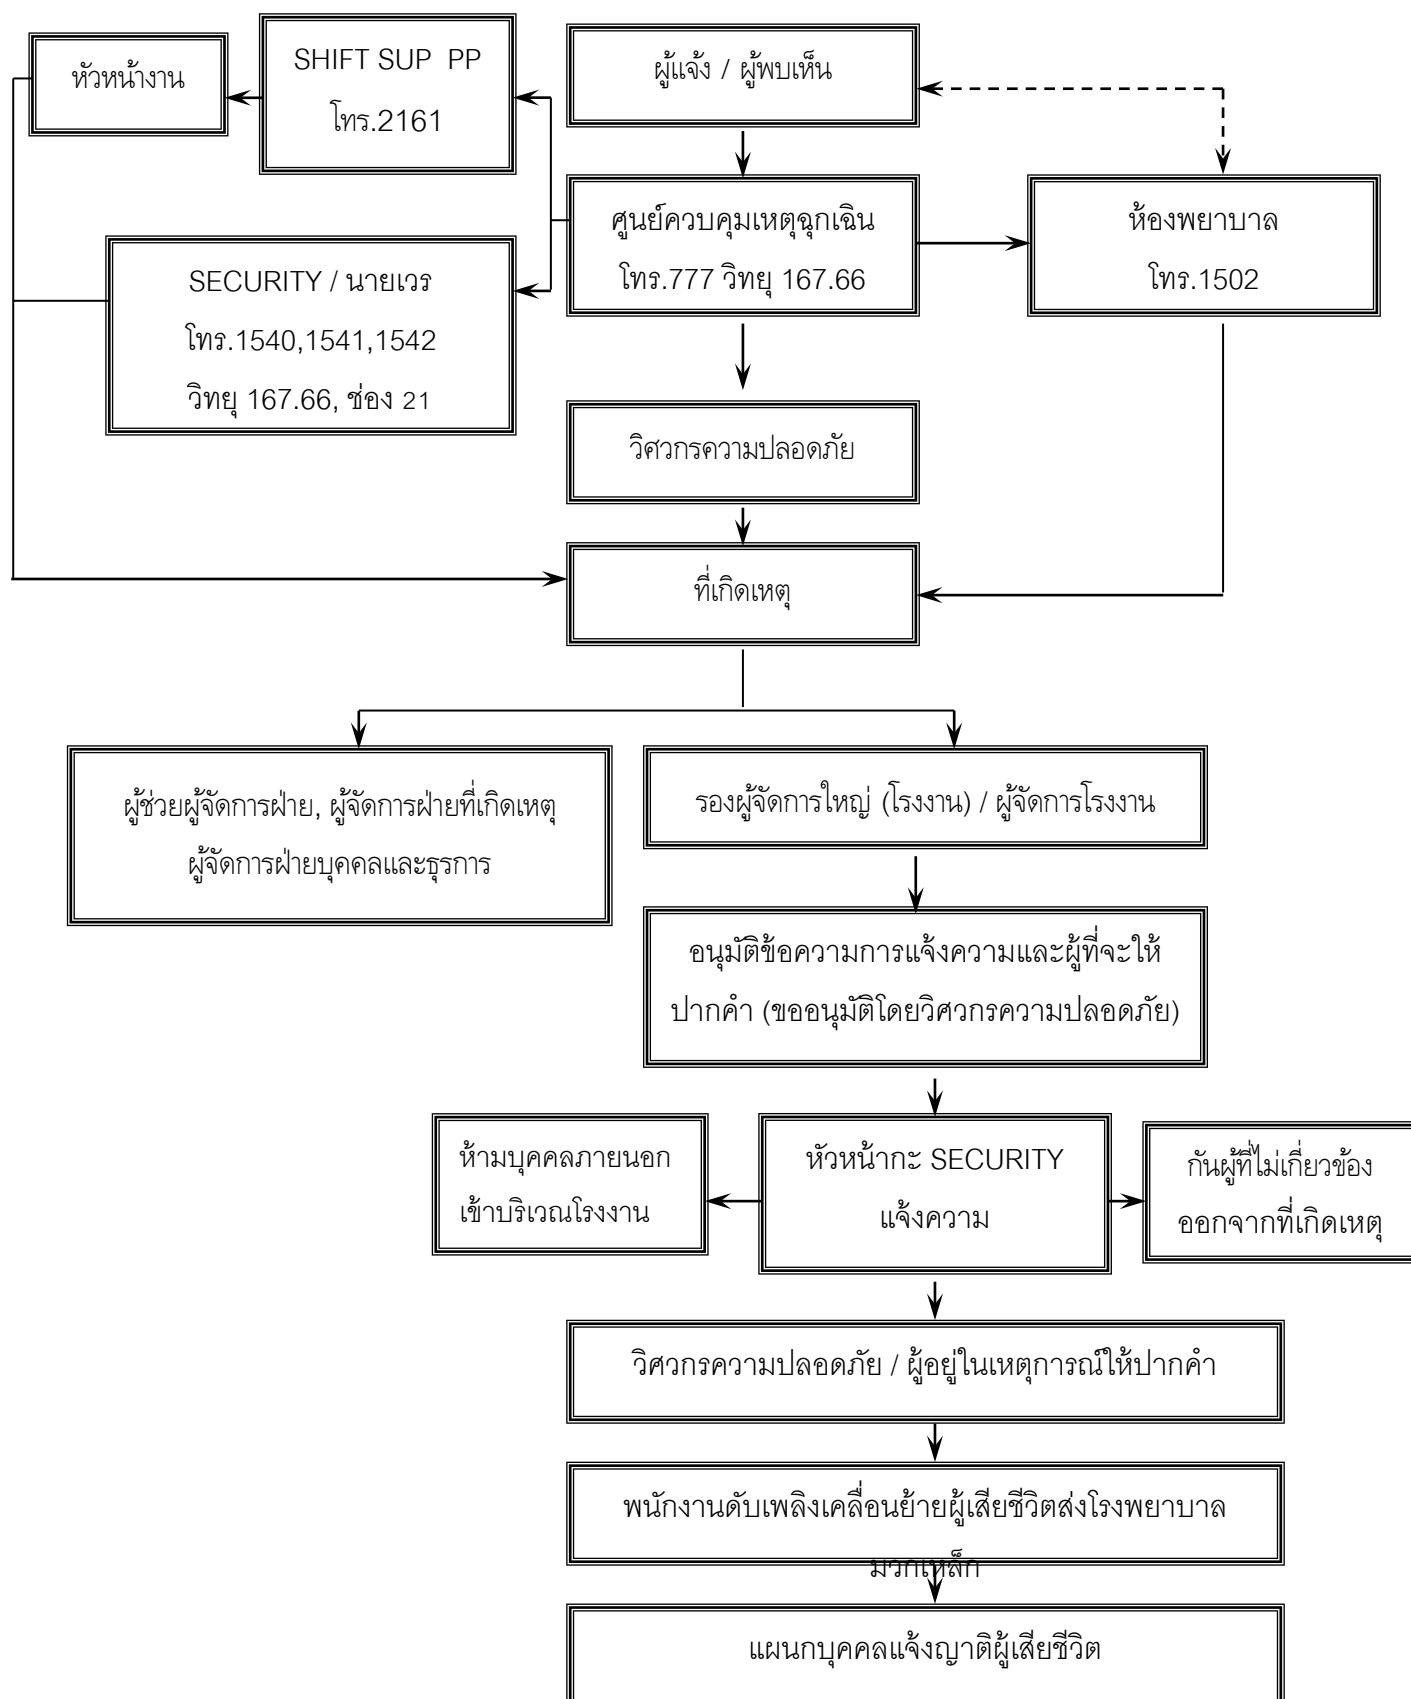 หัวหน้างาน
SHIFT SUP PP
โทร.2161
ผู้แจ้ง / ผู้พบเห็น
ศูนย์ควบคุมเหตุฉุกเฉิน
โทร.777 วิทยุ 167.66
ห้องพยาบาล
โทร.1502
SECURITY / นายเวร
โทร.1540,1541,1542
วิทยุ 167.66, ช่อง 21
วิศวกรความปลอดภัย
ที่เกิดเหตุ
ผู้ช่วยผู้จัดการฝ่าย, ผู้จัดการฝ่ายที่เกิดเหตุ
ผู้จัดการฝ่ายบุคคลและธุรการ
รองผู้จัดการใหญ่ (โรงงาน) / ผู้จัดการโรงงาน
อนุมัติข้อความการแจ้งความและผู้ที่จะให้
ปากคำ (ขออนุมัติโดยวิศวกรความปลอดภัย)
ห้ามบุคคลภายนอก
เข้าบริเวณโรงงาน
หัวหน้ากะ SECURITY
แจ้งความ
กันผู้ที่ไม่เกี่ยวข้อง
ออกจากที่เกิดเหตุ
วิศวกรความปลอดภัย / ผู้อยู่ในเหตุการณ์ให้ปากคำ
พนักงานดับเพลิงเคลื่อนย้ายผู้เสียชีวิตส่งโรงพยาบาล
มวกเหล็ก
แผนกบุคคลแจ้งญาติผู้เสียชีวิต